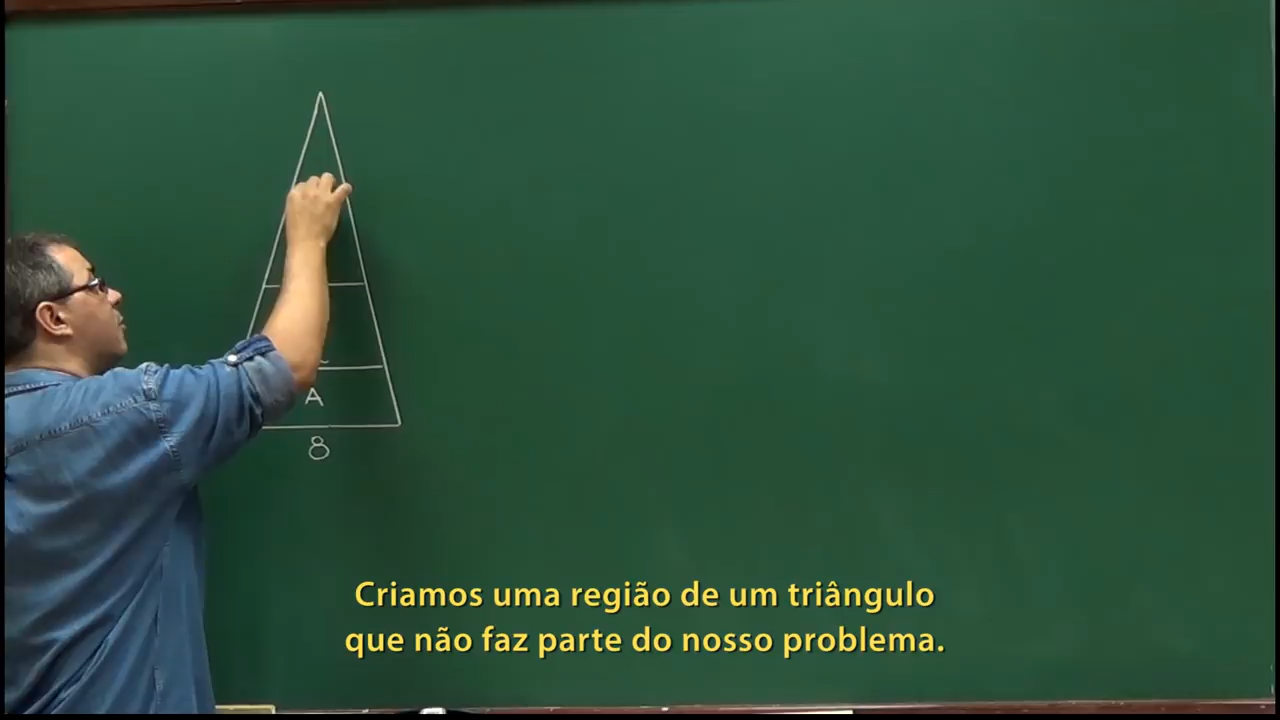 A
8
Criamos uma região de um triângulo
que não faz parte do nosso problema.